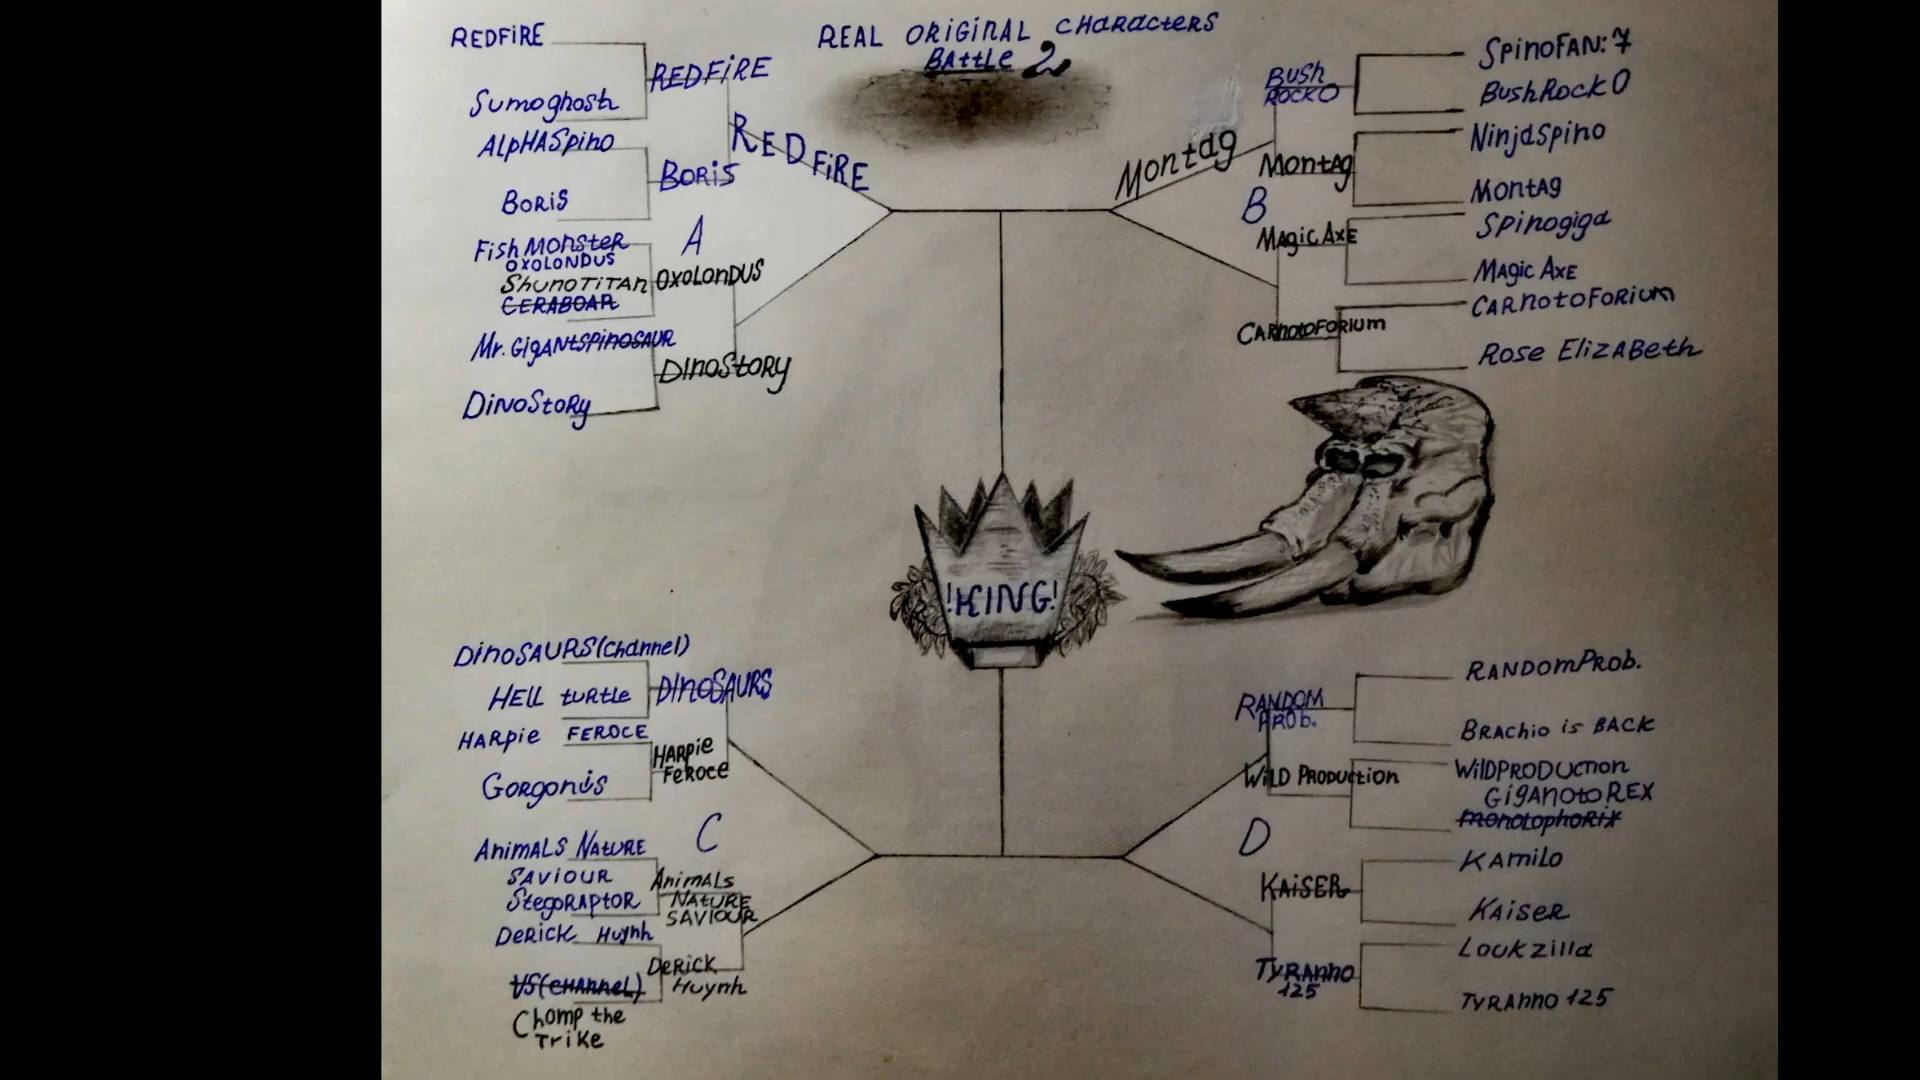 REAL ORIGINAL CHARACTERS
BATTLE 2
REDFIRE
Sumoghosh
ALPHASpino
BORIS
Fish MONSTER
OXOLONDUS
SHUNOTITAN
CERABOAR
Mr. GIGANtSPINOSAUR
DINOStORy
REDFIRE
BORIS
A
OXOLONDUS
DINOSTORY
REDFIRE
SPINOFAN:7
BUSHROCKO
NINJASPINO
MONTAG
Spinogiga
MAGIC AXE
CARNOTOFORIUM
ROSE ELIZABETH
BUSH
ROCKO
MONTAG
B
MAGIC AXE
CARNOTOFORIUM
Montag
!KING!
DINOSAURS(channel)
HELL TURTLE
HARPIE FEROCE
GORGONIS
ANIMALS NATURE
SAVIOUR
STEGORAPTOR
DERICK Huynh
VS(CHANNEL)
Chomp the
Trike
DINOSAURS
HARPIE
FEROCE
C
ANIMALS
NATURE
SAVIOUR
DERICK
Huynh
RANDOMPROB.
BRACHIO IS BACK
WILDPRODUCTION
GIGANOTOREX
MONOLOPHORIX
KAMILO
KAISER
LOUKZILLA
TYRANNO 125
RANDOM
PROB.
WILD PRODUCTION
D
KAISER
TYRANNO
125